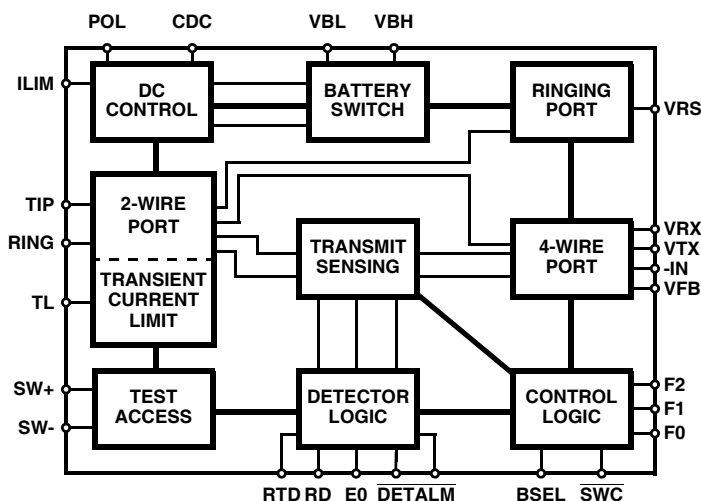 POL CDC VBL VBH
ILIM
DC
CONTROL
BATTERY
SWITCH
RINGING
PORT
VRS
TIP
RING
2-WIRE
PORT
TRANSIENT
CURRENT
LIMIT
TL
TRANSMIT
SENSING
4-WIRE
PORT
VRX
VTX
-IN
VFB
SW+
SW-
TEST
ACCESS
DETECTOR
LOGIC
CONTROL
LOGIC
F2
F1
F0
RTD RD E0 DET ALM BSEL SWC